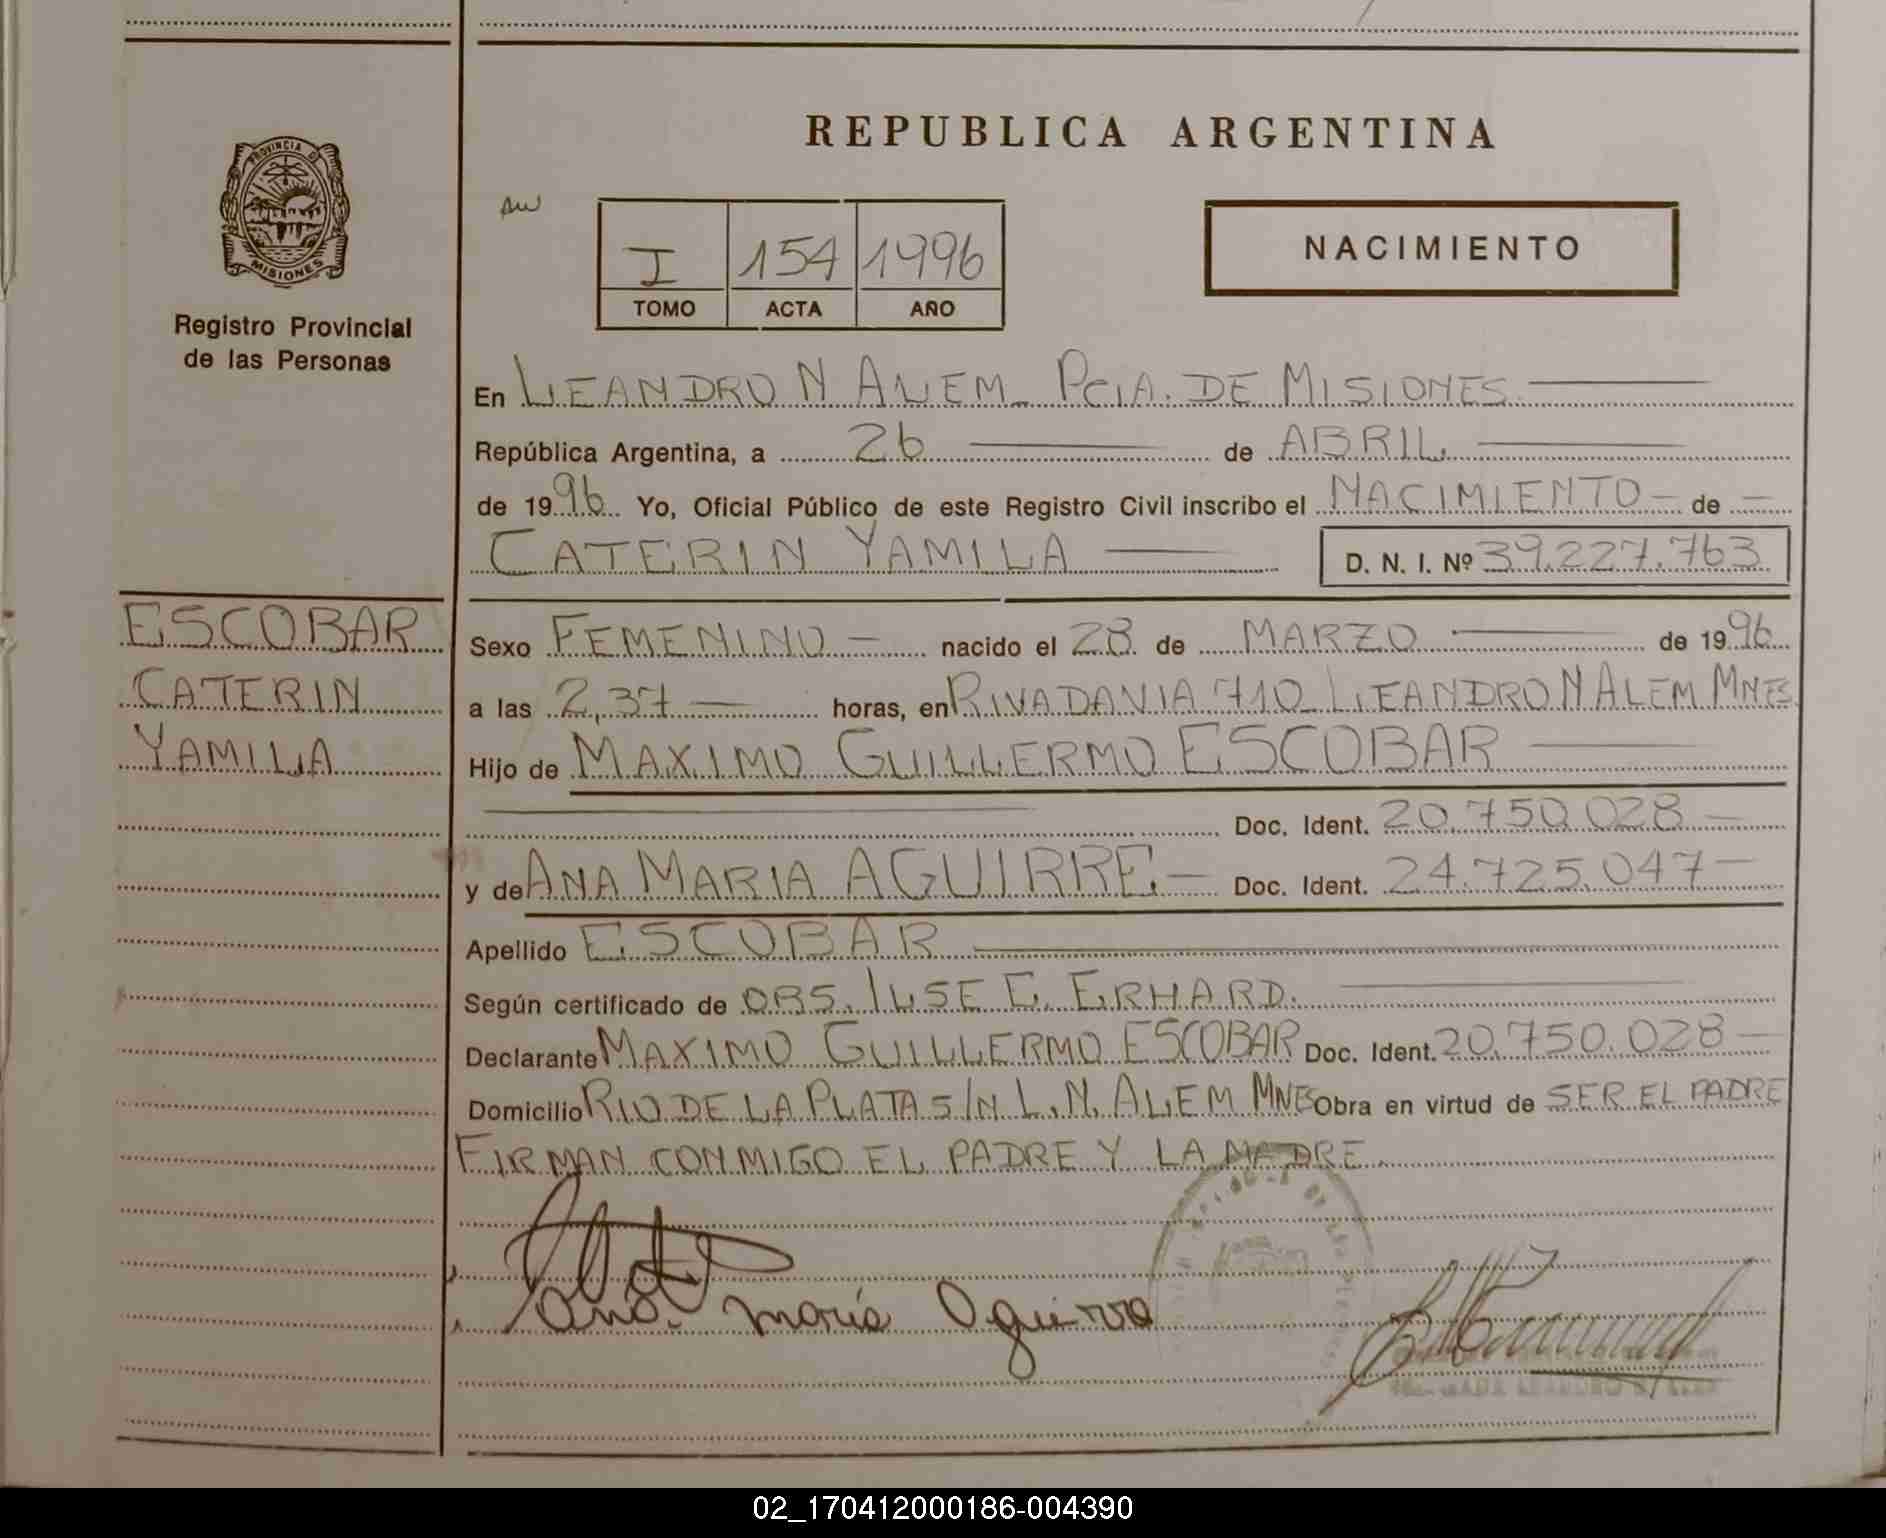 REPUBLICA ARGENTINA
PROVINCIA DE
MISIONES
Registro Provincial
de las Personas
I 154 1996
TOMO ACTA AÑO
NACIMIENTO
En LEANDRO N ALEM_ PCIA. DE MISIONES
República Argentina, a 26 de ABRIL
de 1996 Yo, Oficial Público de este Registro Civil inscribo el NACIMIENTO de
CATERIN YAMILA D. N. I. Nº 39.227.763
ESCOBAR
CATERIN
YAMILA
Sexo FEMENINO nacido el 28 de MARZO de 1996
a las 2,37 horas, en RIVADAVIA 710_ LEANDRO N ALEM MNES
Hijo de MAXIMO GUILLERMO ESCOBAR
Doc. Ident. 20.750.028
y de ANA MARIA AGUIRRE Doc. Ident. 24.725.047
Apellido ESCOBAR
Según certificado de OBS. ILSE E. ERHARD.
Declarante MAXIMO GUILLERMO ESCOBAR Doc. Ident. 20.750.028
Domicilio RIO DE LA PLATA S/N L.N. ALEM MNES Obra en virtud de SER EL PADRE
FIRMAN CONMIGO EL PADRE Y LA MADRE.
Ana María Aguirre
02_170412000186-004390